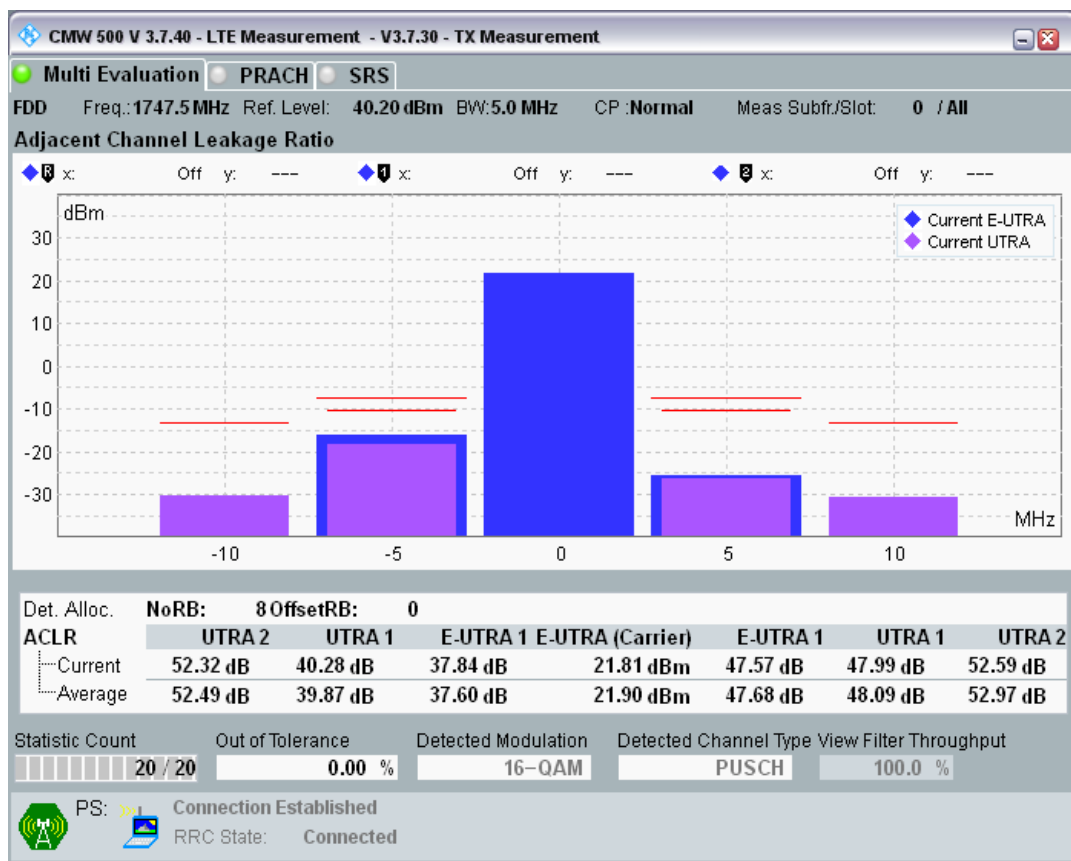 CMW 500 V 3.7.40 - LTE Measurement - V3.7.30 - TX Measurement
Multi Evaluation PRACH SRS
FDD Freq.: 1747.5 MHz Ref. Level: 40.20 dBm BW: 5.0 MHz CP : Normal Meas Subfr./Slot: 0 / All
Adjacent Channel Leakage Ratio
R x: Off y: --- 1 x: Off y: --- 2 x: Off y: ---
dBm
Current E-UTRA
Current UTRA
30
20
10
0
-10
-20
-30
MHz
-10 -5 0 5 10
Det. Alloc. NoRB: 8 OffsetRB: 0
ACLR UTRA 2 UTRA 1 E-UTRA 1 E-UTRA (Carrier) E-UTRA 1 UTRA 1 UTRA 2
Current 52.32 dB 40.28 dB 37.84 dB 21.81 dBm 47.57 dB 47.99 dB 52.59 dB
Average 52.49 dB 39.87 dB 37.60 dB 21.90 dBm 47.68 dB 48.09 dB 52.97 dB
Statistic Count Out of Tolerance Detected Modulation Detected Channel Type View Filter Throughput
20 / 20 0.00 % 16-QAM PUSCH 100.0 %
PS: Connection Established
RRC State: Connected